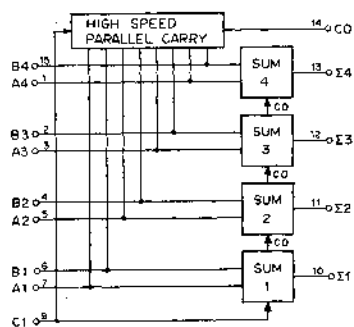 HIGH SPEED
PARALLEL CARRY
14 CO
B4 15
A4 1
SUM
4
13 Σ4
CO
B3 2
A3 3
SUM
3
12 Σ3
CO
B2 4
A2 5
SUM
2
11 Σ2
CO
B1 6
A1 7
SUM
1
10 Σ1
C1 9